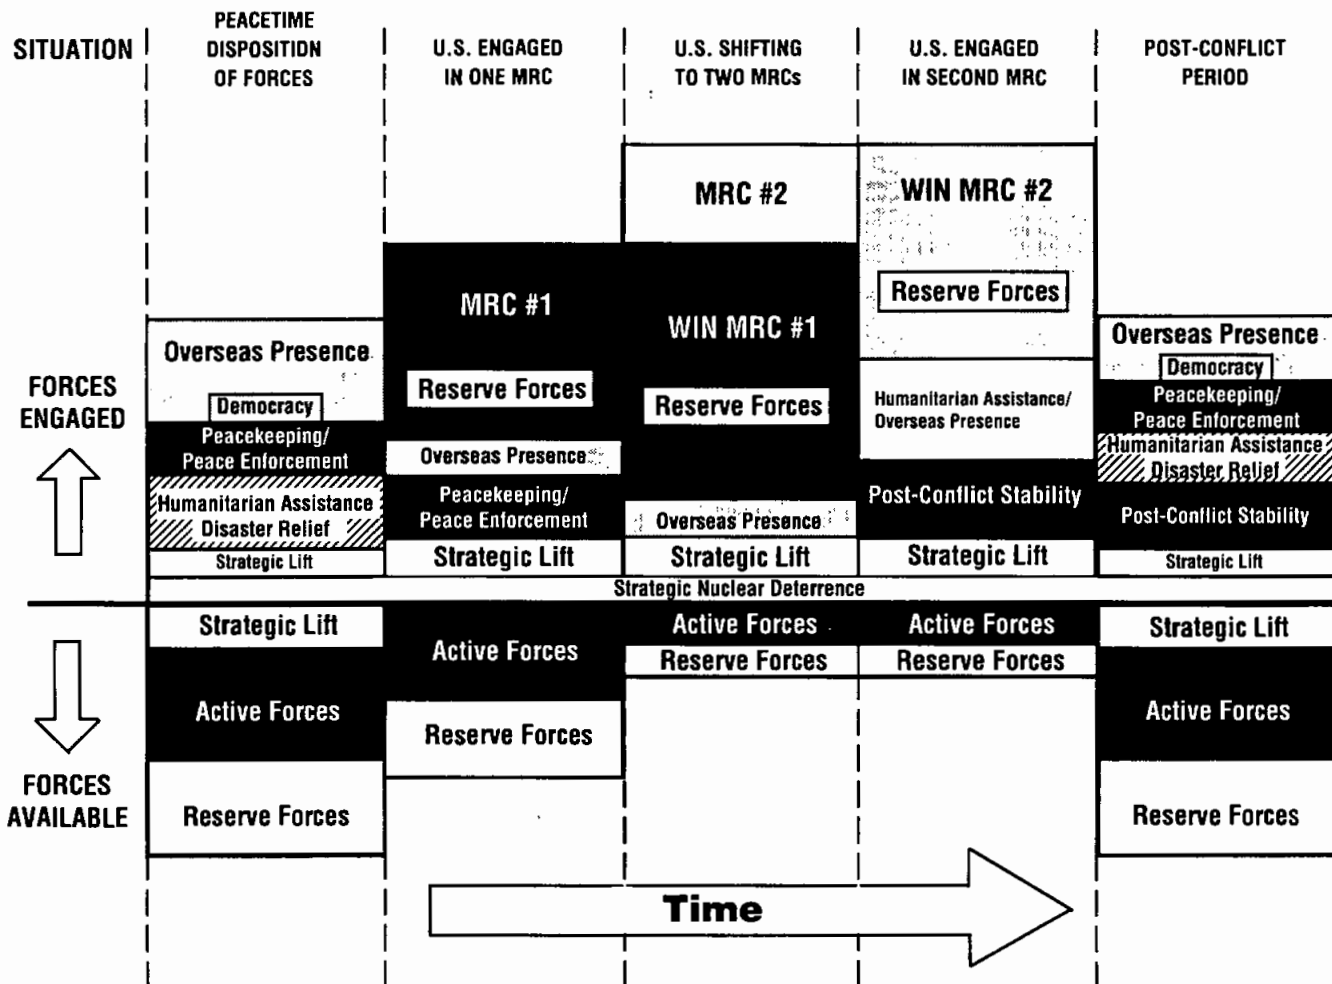 SITUATION
PEACETIME
DISPOSITION
OF FORCES
U.S. ENGAGED
IN ONE MRC
U.S. SHIFTING
TO TWO MRCs
U.S. ENGAGED
IN SECOND MRC
POST-CONFLICT
PERIOD
FORCES
ENGAGED
Overseas Presence
Democracy
Peacekeeping/
Peace Enforcement
Humanitarian Assistance
Disaster Relief
Strategic Lift
MRC #1
Reserve Forces
Overseas Presence
Peacekeeping/
Peace Enforcement
Strategic Lift
MRC #2
WIN MRC #1
Reserve Forces
Overseas Presence
Strategic Lift
WIN MRC #2
Reserve Forces
Humanitarian Assistance/
Overseas Presence
Post-Conflict Stability
Strategic Lift
Overseas Presence
Democracy
Peacekeeping/
Peace Enforcement
Humanitarian Assistance
Disaster Relief
Post-Conflict Stability
Strategic Lift
Strategic Nuclear Deterrence
FORCES
AVAILABLE
Strategic Lift
Active Forces
Reserve Forces
Active Forces
Reserve Forces
Active Forces
Reserve Forces
Active Forces
Reserve Forces
Strategic Lift
Active Forces
Reserve Forces
Time